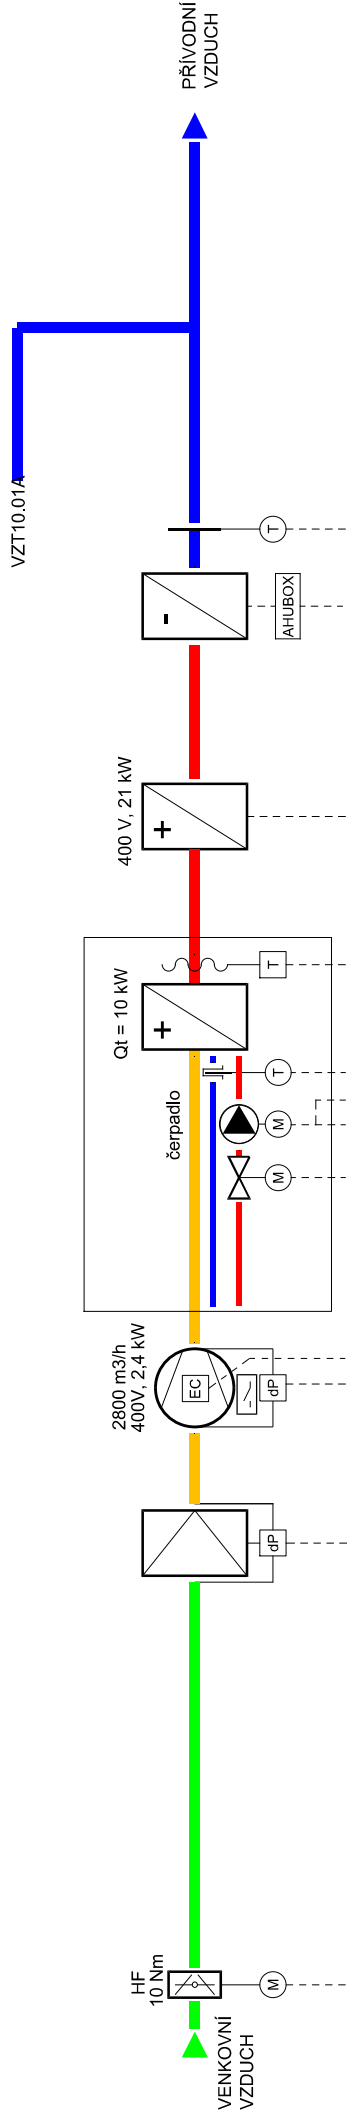 PŘÍVODNÍ
VZDUCH
VZT10.01A
T
AHUBOX
-
400 V, 21 kW
+
Qt = 10 kW
+
T
čerpadlo
T
M
M
2800 m3/h
400V, 2,4 kW
EC
dP
dP
HF
10 Nm
M
VENKOVNÍ
VZDUCH